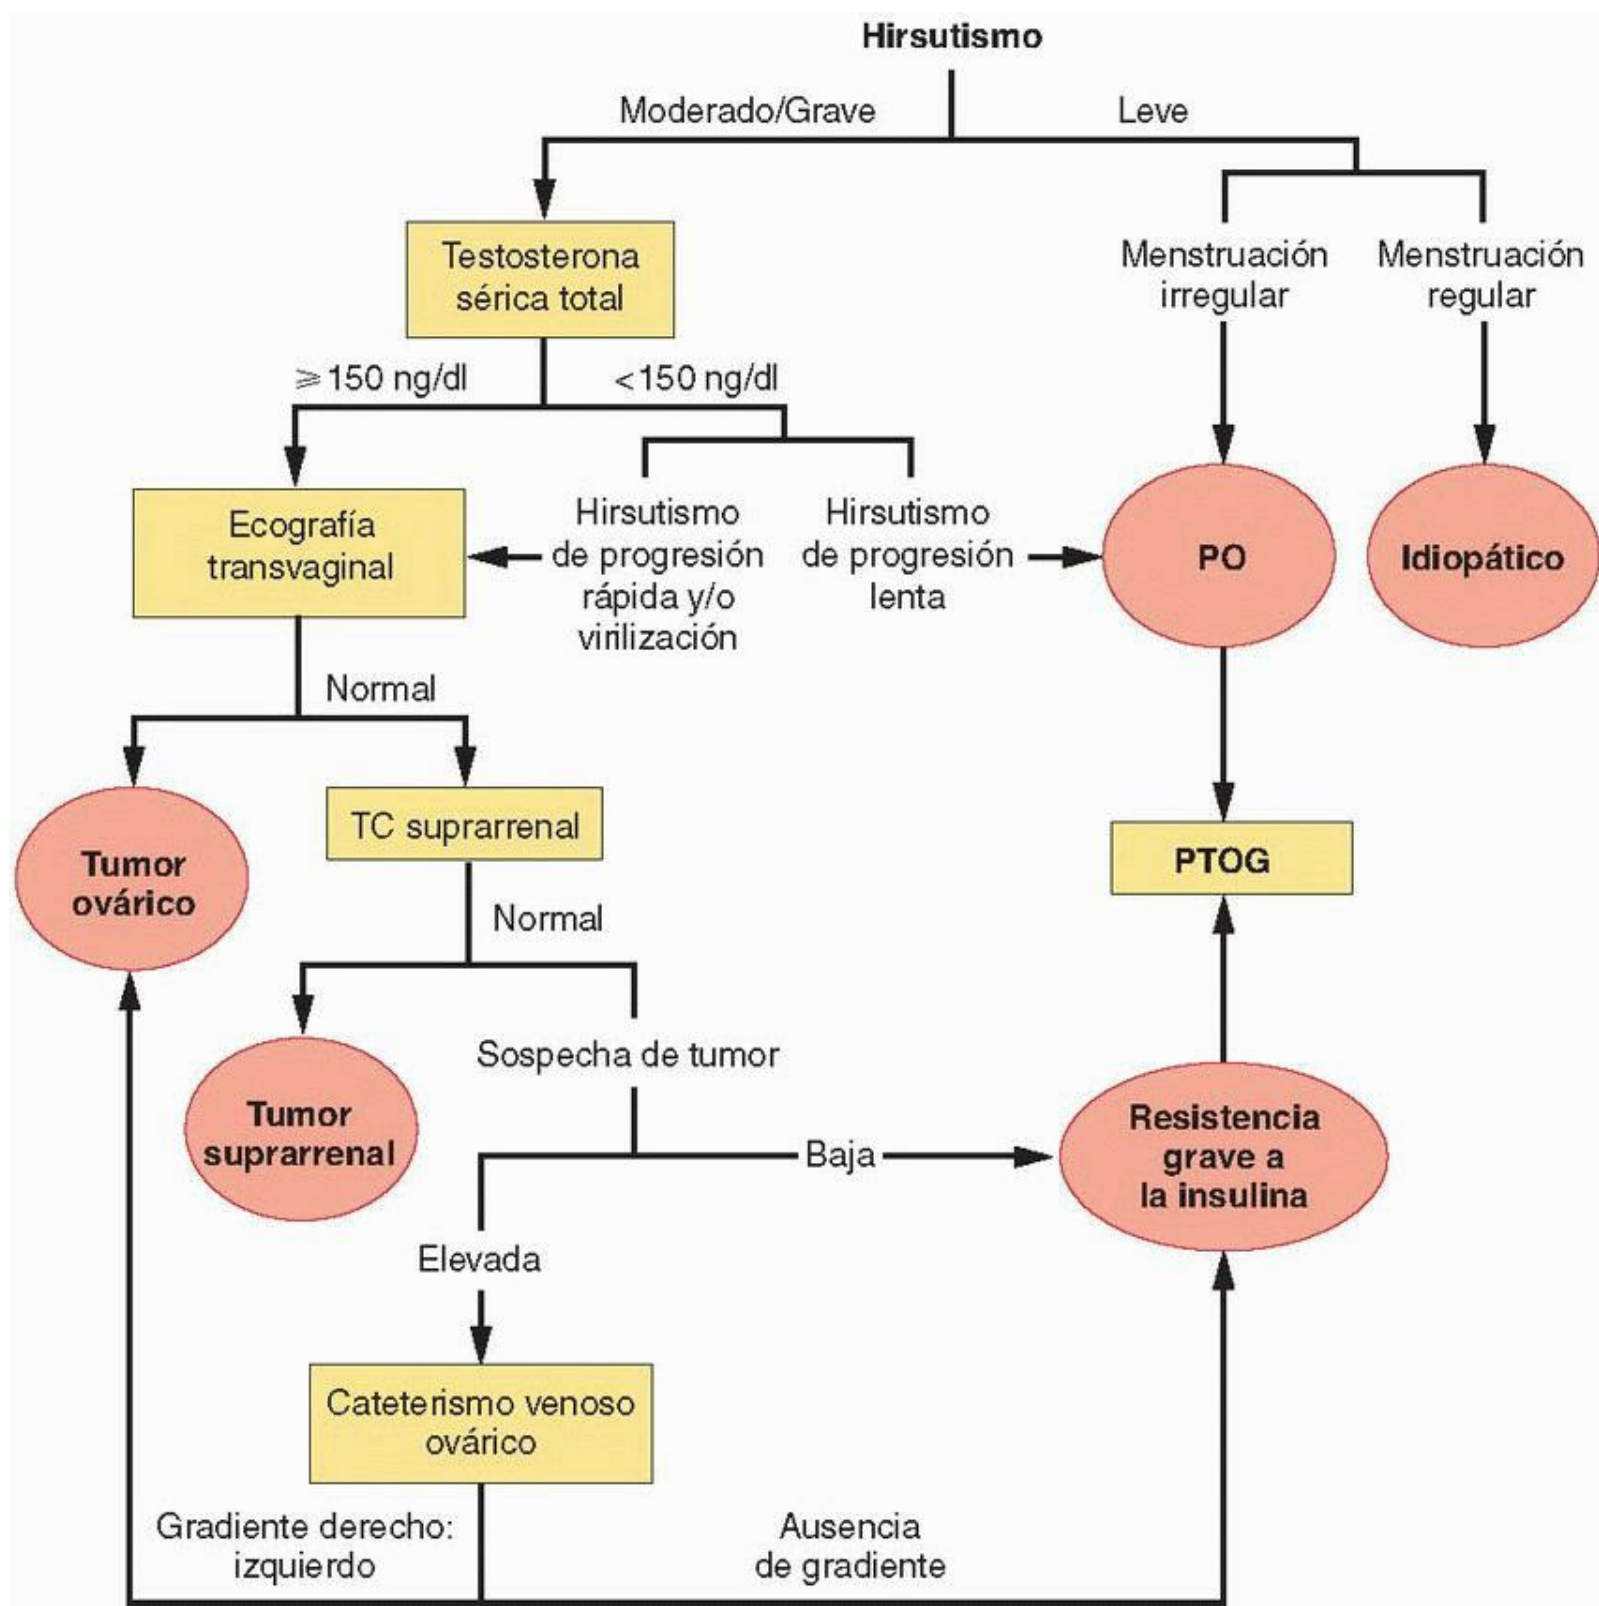 Hirsutismo
Moderado/Grave
Leve
Testosterona
sérica total
Menstruación
irregular
Menstruación
regular
⩾ 150 ng/dl
<150 ng/dl
Ecografía
transvaginal
Hirsutismo
de progresión
rápida y/o
virilización
Hirsutismo
de progresión
lenta
PO
Idiopático
Normal
Tumor
ovárico
TC suprarrenal
PTOG
Normal
Tumor
suprarrenal
Sospecha de tumor
Baja
Resistencia
grave a
la insulina
Elevada
Cateterismo venoso
ovárico
Gradiente derecho:
izquierdo
Ausencia
de gradiente